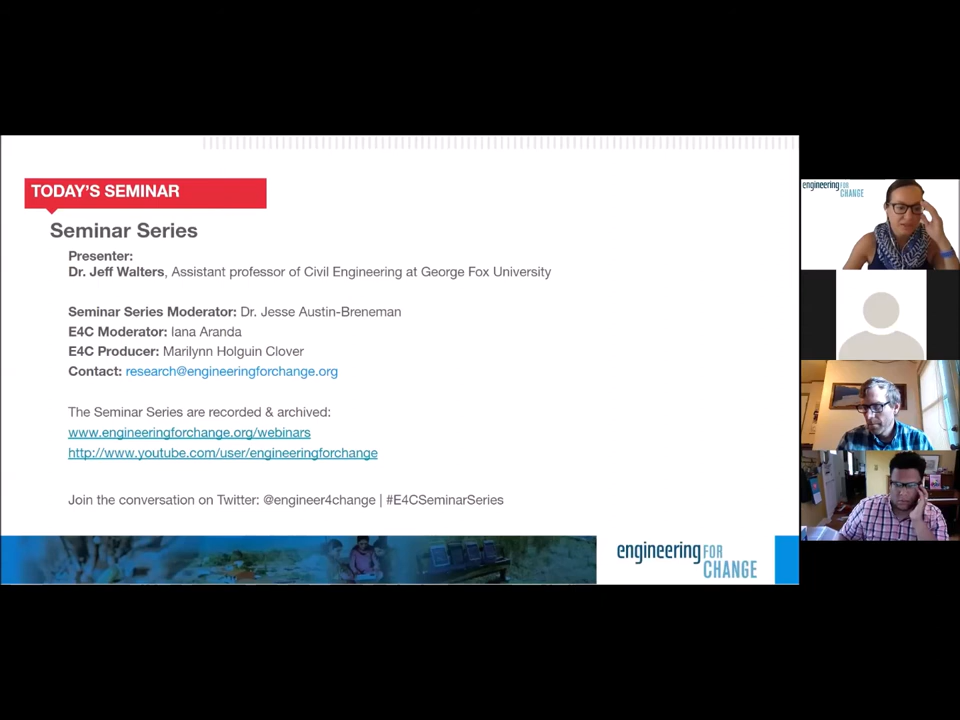 TODAY'S SEMINAR
Seminar Series
Presenter:
Dr. Jeff Walters, Assistant professor of Civil Engineering at George Fox University
Seminar Series Moderator: Dr. Jesse Austin-Breneman
E4C Moderator: Iana Aranda
E4C Producer: Marilynn Holguin Clover
Contact: research@engineeringforchange.org
The Seminar Series are recorded & archived:
www.engineeringforchange.org/webinars
http://www.youtube.com/user/engineeringforchange
Join the conversation on Twitter: @engineer4change | #E4CSeminarSeries
engineering FOR
CHANGE
engineering FOR
CHANGE